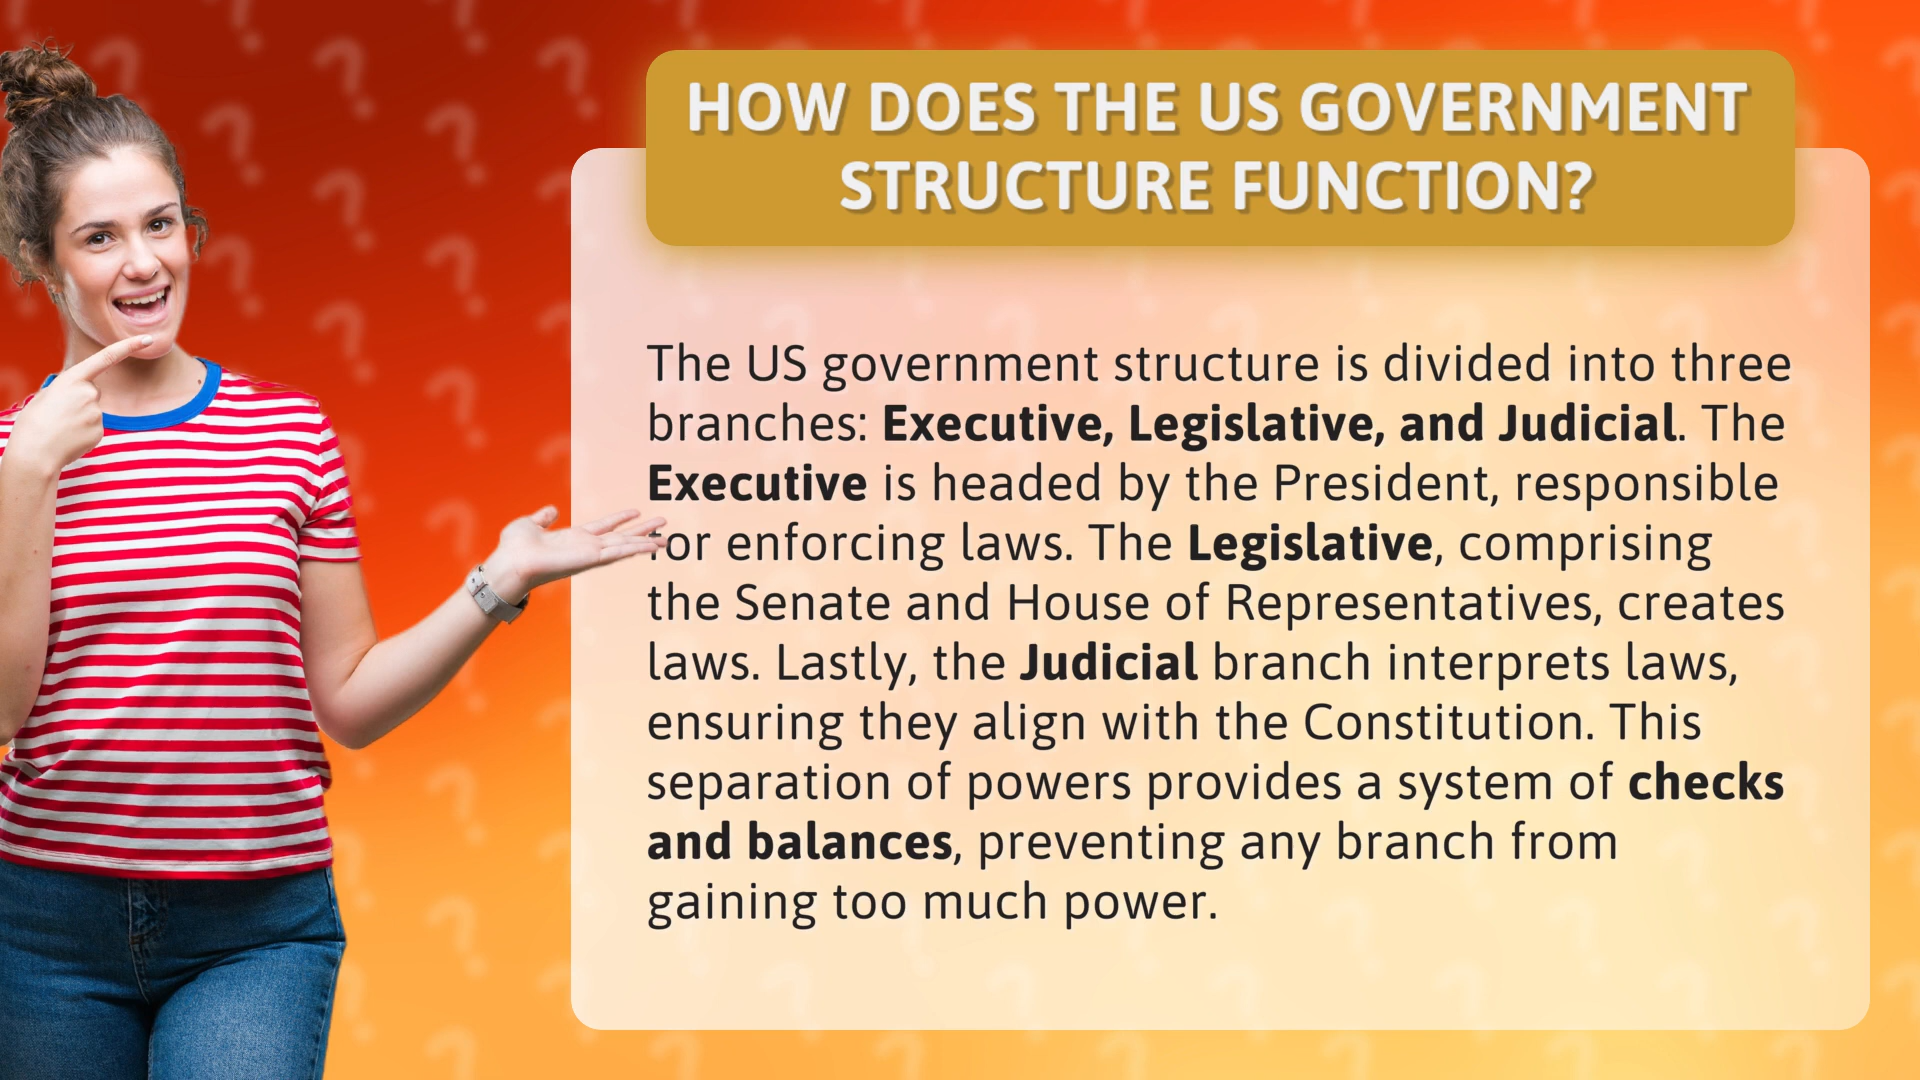 HOW DOES THE US GOVERNMENT
STRUCTURE FUNCTION?
The US government structure is divided into three
branches: Executive, Legislative, and Judicial. The
Executive is headed by the President, responsible
for enforcing laws. The Legislative, comprising
the Senate and House of Representatives, creates
laws. Lastly, the Judicial branch interprets laws,
ensuring they align with the Constitution. This
separation of powers provides a system of checks
and balances, preventing any branch from
gaining too much power.